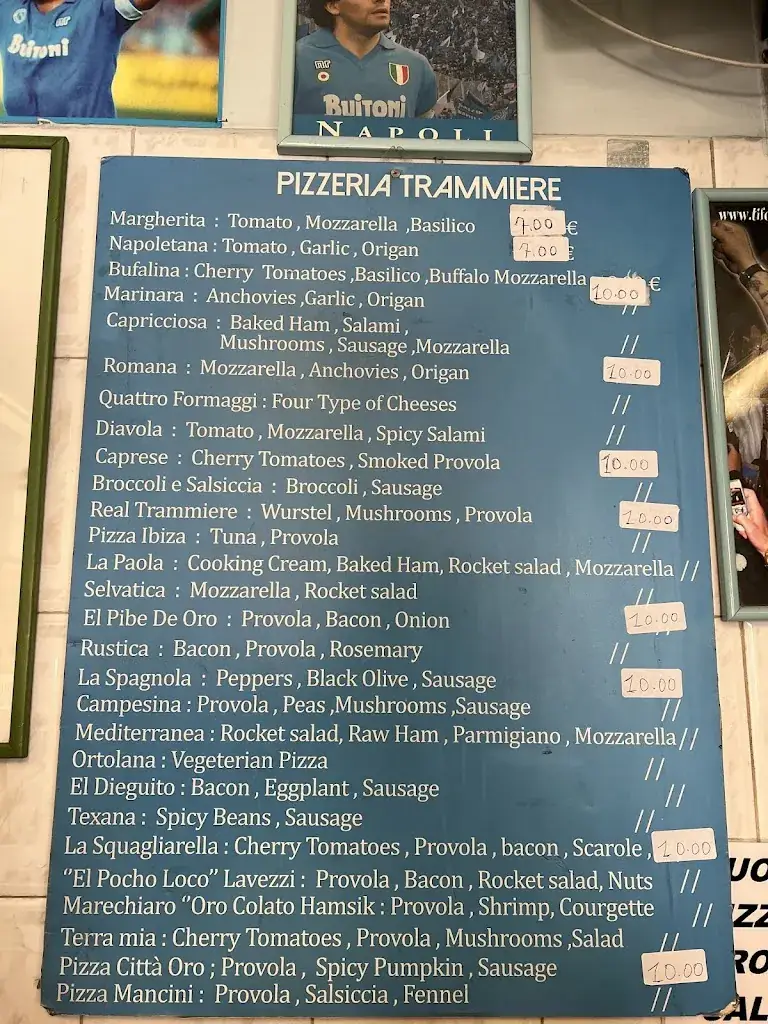 Buitoni
Buitoni
NAPOLI
www.lifo
PIZZERIA TRAMMIERE
Margherita : Tomato , Mozzarella ,Basilico 7.00 €
Napoletana : Tomato , Garlic , Origan 7.00 €
Bufalina : Cherry Tomatoes ,Basilico ,Buffalo Mozzarella 10.00 €
Marinara : Anchovies ,Garlic , Origan //
Capricciosa : Baked Ham , Salami ,
Mushrooms , Sausage ,Mozzarella //
Romana : Mozzarella , Anchovies , Origan 10.00
Quattro Formaggi : Four Type of Cheeses //
Diavola : Tomato , Mozzarella , Spicy Salami //
Caprese : Cherry Tomatoes , Smoked Provola 10.00
Broccoli e Salsiccia : Broccoli , Sausage //
Real Trammiere : Wurstel , Mushrooms , Provola 10.00
Pizza Ibiza : Tuna , Provola //
La Paola : Cooking Cream, Baked Ham, Rocket salad , Mozzarella //
Selvatica : Mozzarella , Rocket salad //
El Pibe De Oro : Provola , Bacon , Onion 10.00
Rustica : Bacon , Provola , Rosemary //
La Spagnola : Peppers , Black Olive , Sausage 10.00
Campesina : Provola , Peas ,Mushrooms ,Sausage //
Mediterranea : Rocket salad, Raw Ham , Parmigiano , Mozzarella //
Ortolana : Vegeterian Pizza //
El Dieguito : Bacon , Eggplant , Sausage //
Texana : Spicy Beans , Sausage //
La Squagliarella : Cherry Tomatoes , Provola , bacon , Scarole , 10.00
‘’El Pocho Loco’’ Lavezzi : Provola , Bacon , Rocket salad, Nuts //
Marechiaro ‘’Oro Colato Hamsik : Provola , Shrimp, Courgette //
Terra mia : Cherry Tomatoes , Provola , Mushrooms ,Salad //
Pizza Città Oro ; Provola , Spicy Pumpkin , Sausage 10.00
Pizza Mancini : Provola , Salsiccia , Fennel //